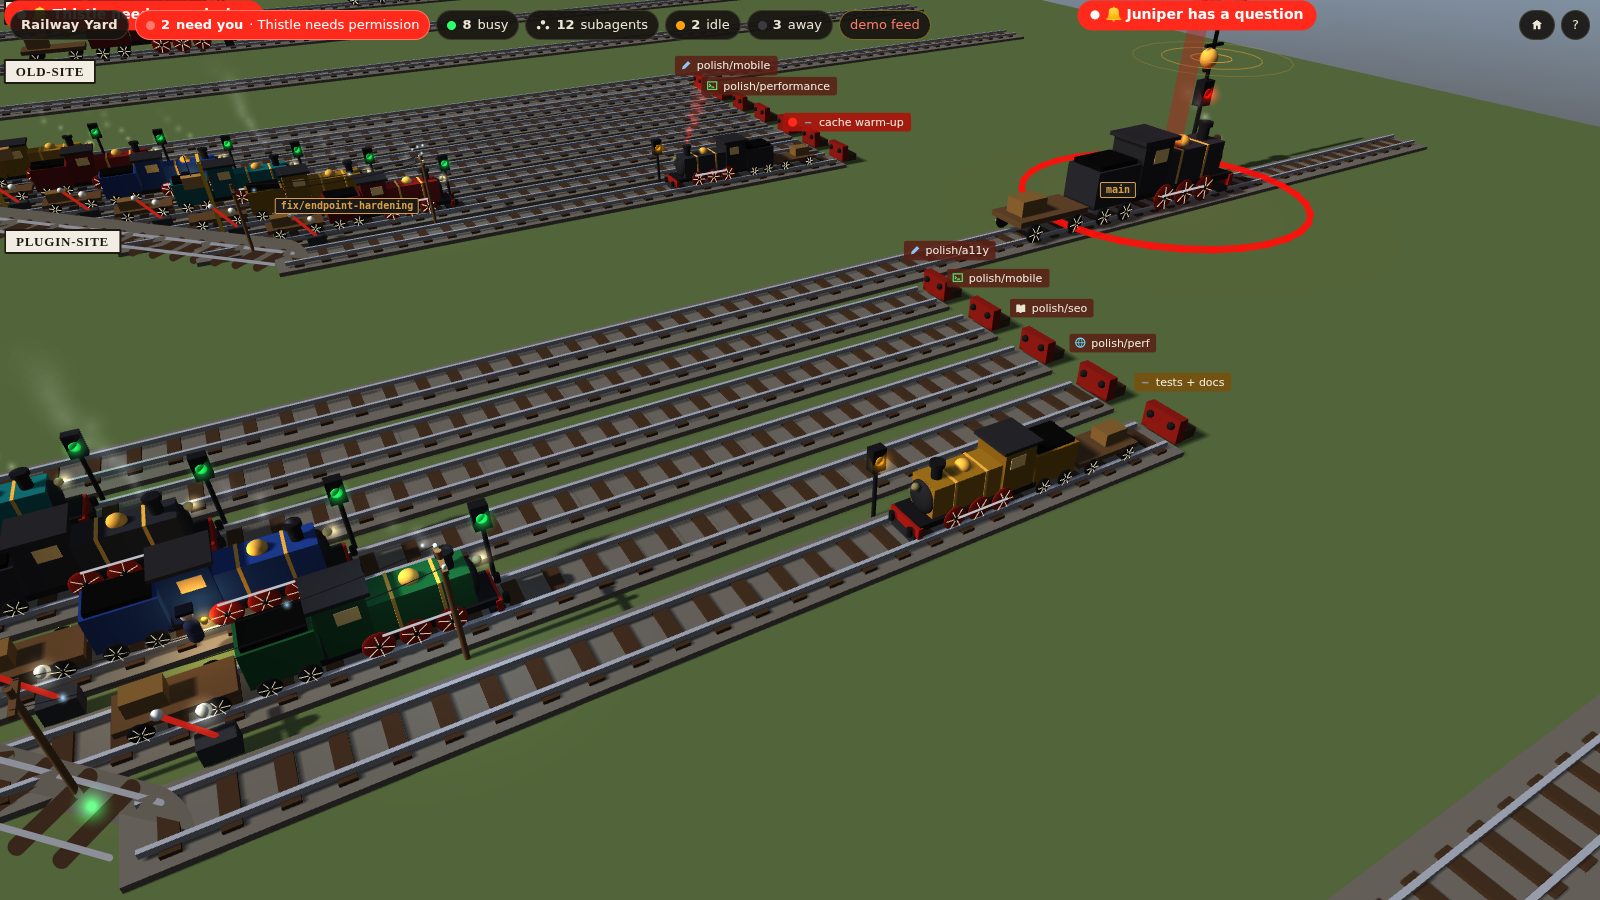 Railway Yard
2 need you · Thistle needs permission
8 busy
12 subagents
2 idle
3 away
demo feed
Juniper has a question
?
OLD-SITE
polish/mobile
polish/performance
– cache warm-up
main
fix/endpoint-hardening
PLUGIN-SITE
polish/a11y
polish/mobile
polish/seo
polish/perf
– tests + docs